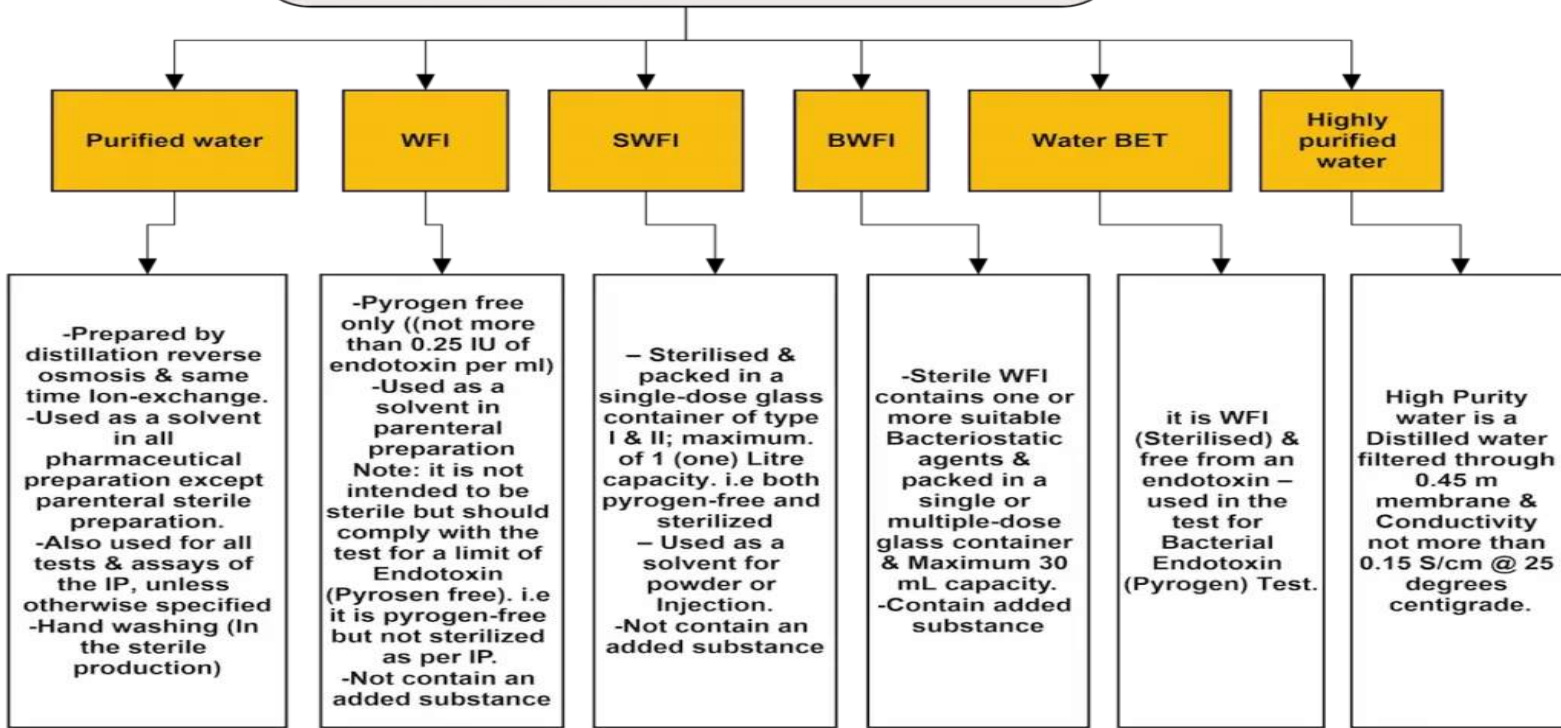 Purified water
WFI
SWFI
BWFI
Water BET
Highly
purified
water
-Prepared by
distillation reverse
osmosis & same
time Ion-exchange.
-Used as a solvent
in all
pharmaceutical
preparation except
parenteral sterile
preparation.
-Also used for all
tests & assays of
the IP, unless
otherwise specified
-Hand washing (In
the sterile
production)
-Pyrogen free
only ((not more
than 0.25 IU of
endotoxin per ml)
-Used as a
solvent in
parenteral
preparation
Note: it is not
intended to be
sterile but should
comply with the
test for a limit of
Endotoxin
(Pyrosen free). i.e
it is pyrogen-free
but not sterilized
as per IP.
-Not contain an
added substance
– Sterilised &
packed in a
single-dose glass
container of type
I & II; maximum.
of 1 (one) Litre
capacity. i.e both
pyrogen-free and
sterilized
– Used as a
solvent for
powder or
Injection.
-Not contain an
added substance
-Sterile WFI
contains one or
more suitable
Bacteriostatic
agents &
packed in a
single or
multiple-dose
glass container
& Maximum 30
mL capacity.
-Contain added
substance
it is WFI
(Sterilised) &
free from an
endotoxin –
used in the
test for
Bacterial
Endotoxin
(Pyrogen) Test.
High Purity
water is a
Distilled water
filtered through
0.45 m
membrane &
Conductivity
not more than
0.15 S/cm @ 25
degrees
centigrade.